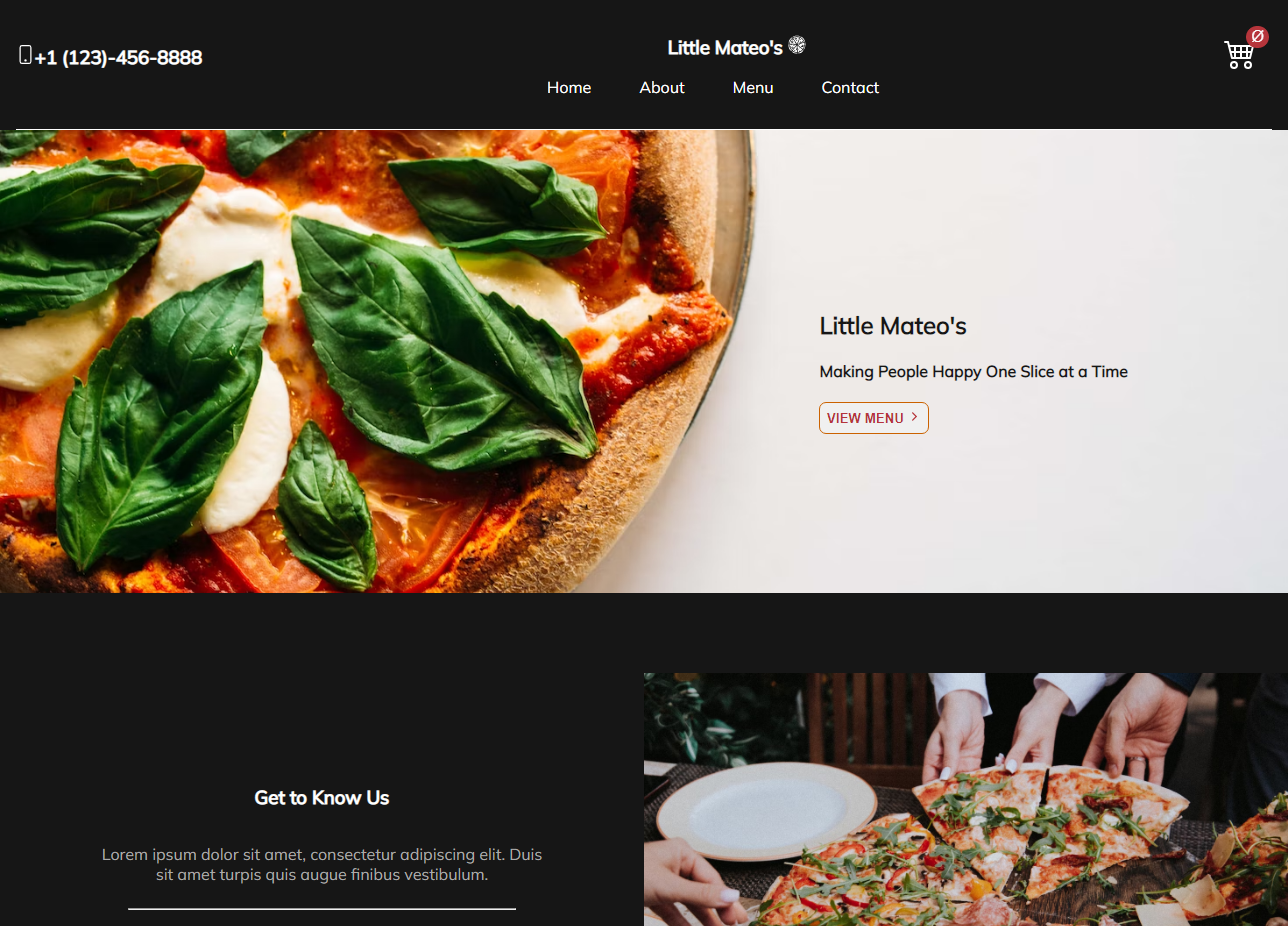 +1 (123)-456-8888
Little Mateo's
Ø
Home About Menu Contact
Little Mateo's
Making People Happy One Slice at a Time
VIEW MENU >
Get to Know Us
Lorem ipsum dolor sit amet, consectetur adipiscing elit. Duis
sit amet turpis quis augue finibus vestibulum.